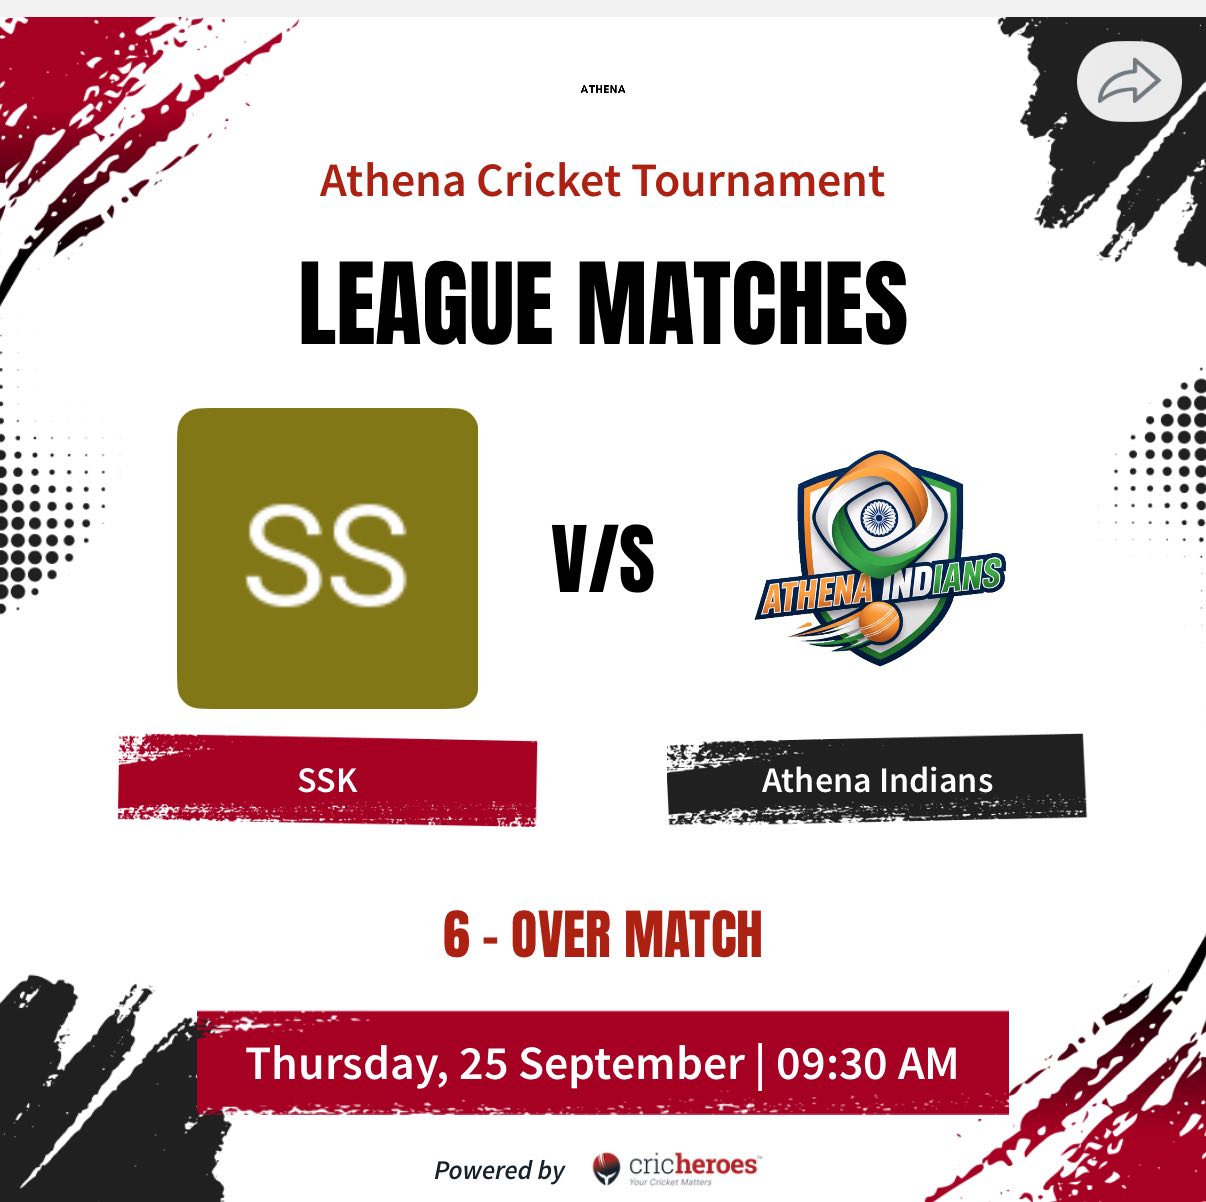 ATHENA
Athena Cricket Tournament
LEAGUE MATCHES
SS
V/S
ATHENA INDIANS
SSK
Athena Indians
6 - OVER MATCH
Thursday, 25 September | 09:30 AM
Powered by
cricheroes™
Your Cricket Matters